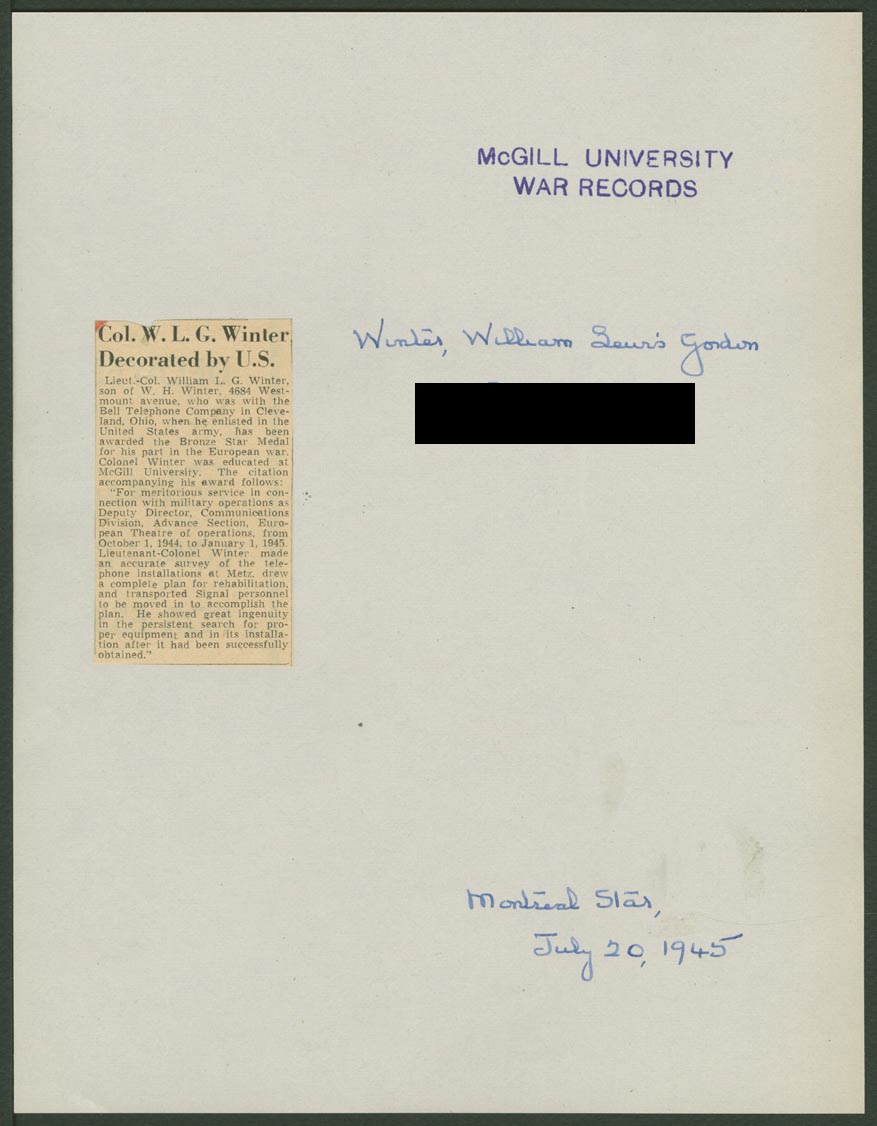 McGILL UNIVERSITY
WAR RECORDS
Winter, William Lewis Gordon
Col. W. L. G. Winter
Decorated by U.S.
Lieut.-Col. William L. G. Winter,
son of W. H. Winter, 4684 West-
mount avenue, who was with the
Bell Telephone Company in Cleve-
land, Ohio, when he enlisted in the
United States army, has been
awarded the Bronze Star Medal
for his part in the European war.
Colonel Winter was educated at
McGill University. The citation
accompanying his award follows:
"For meritorious service in con-
nection with military operations as
Deputy Director, Communications
Division, Advance Section, Euro-
pean Theatre of operations, from
October 1, 1944, to January 1, 1945.
Lieutenant-Colonel Winter made
an accurate survey of the tele-
phone installations at Metz, drew
a complete plan for rehabilitation,
and transported Signal personnel
to be moved in to accomplish the
plan. He showed great ingenuity
in the persistent search for pro-
per equipment and in its installa-
tion after it had been successfully
obtained."
Montreal Star,
July 20, 1945